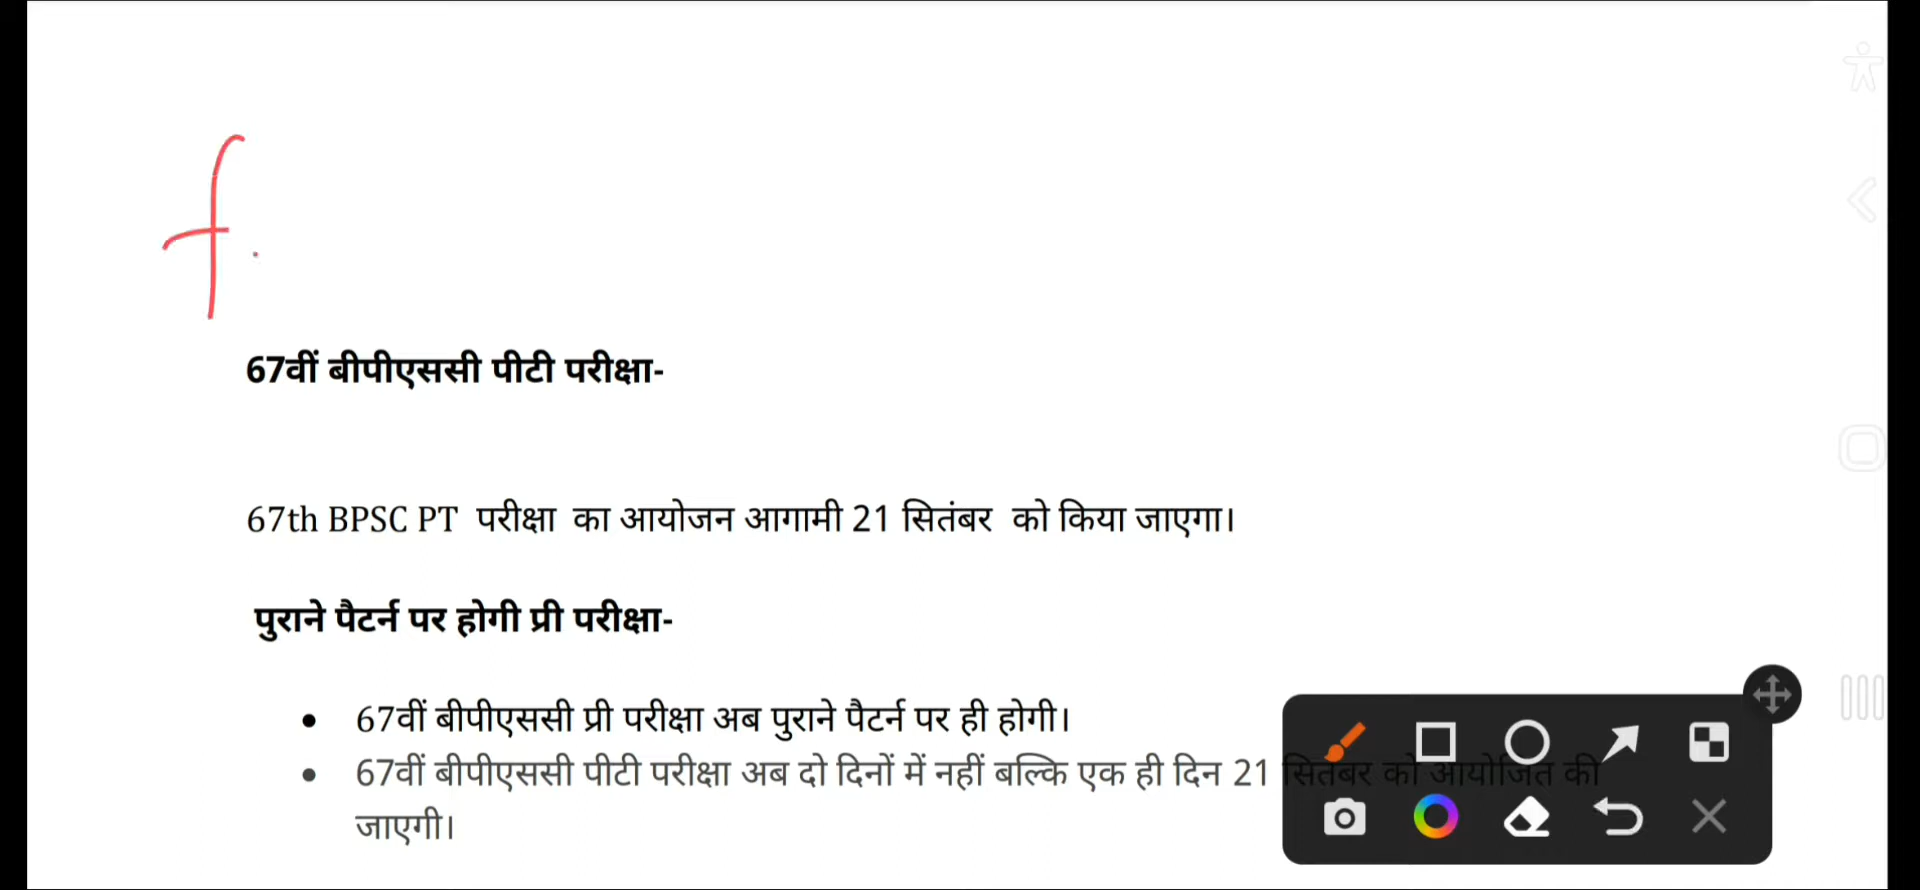 f
67वीं बीपीएससी पीटी परीक्षा-
67th BPSC PT परीक्षा का आयोजन आगामी 21 सितंबर को किया जाएगा।
पुराने पैटर्न पर होगी प्री परीक्षा-
67वीं बीपीएससी प्री परीक्षा अब पुराने पैटर्न पर ही होगी।
67वीं बीपीएससी पीटी परीक्षा अब दो दिनों में नहीं बल्कि एक ही दिन 21 सितंबर को आयोजित की
जाएगी।